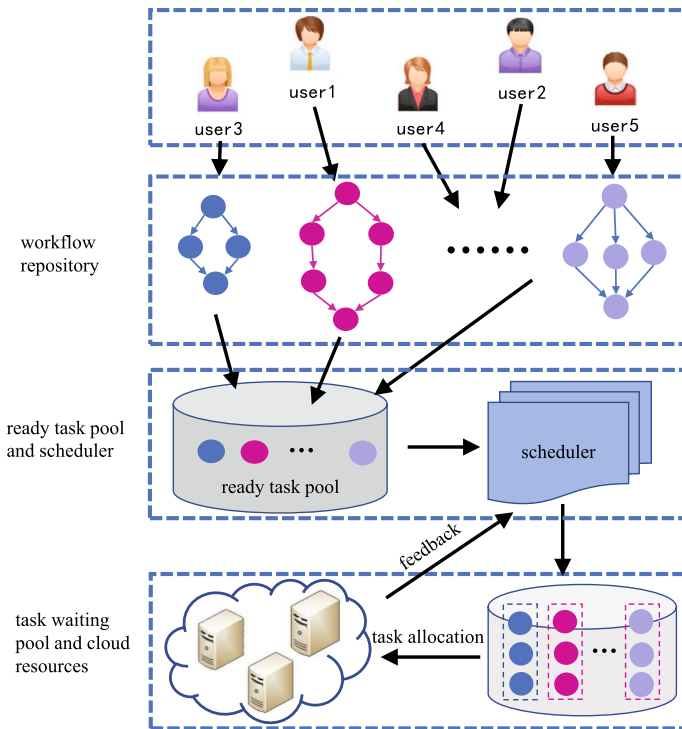 user1
user2
user3
user4
user5
workflow
repository
......
ready task pool
and scheduler
...
ready task pool
scheduler
feedback
task waiting
pool and cloud
resources
task allocation
...